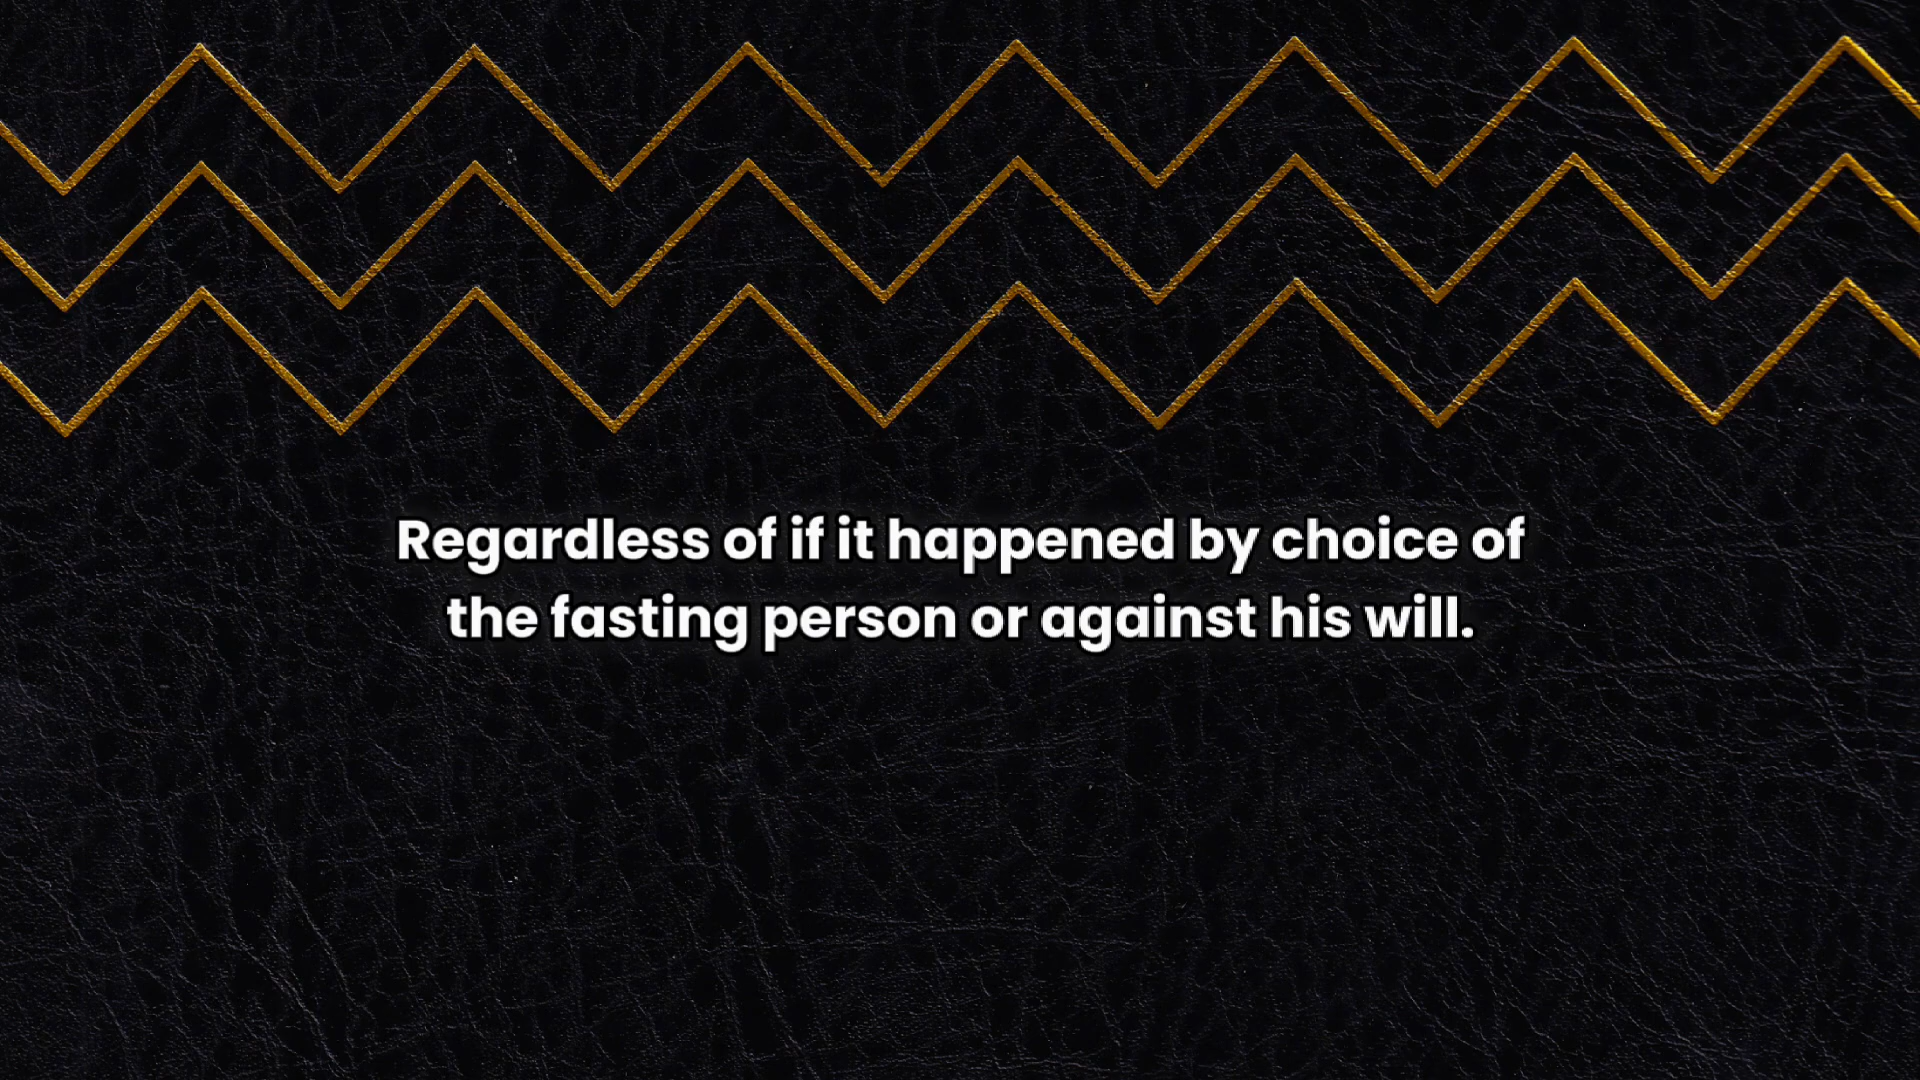 Regardless of if it happened by choice of
the fasting person or against his will.